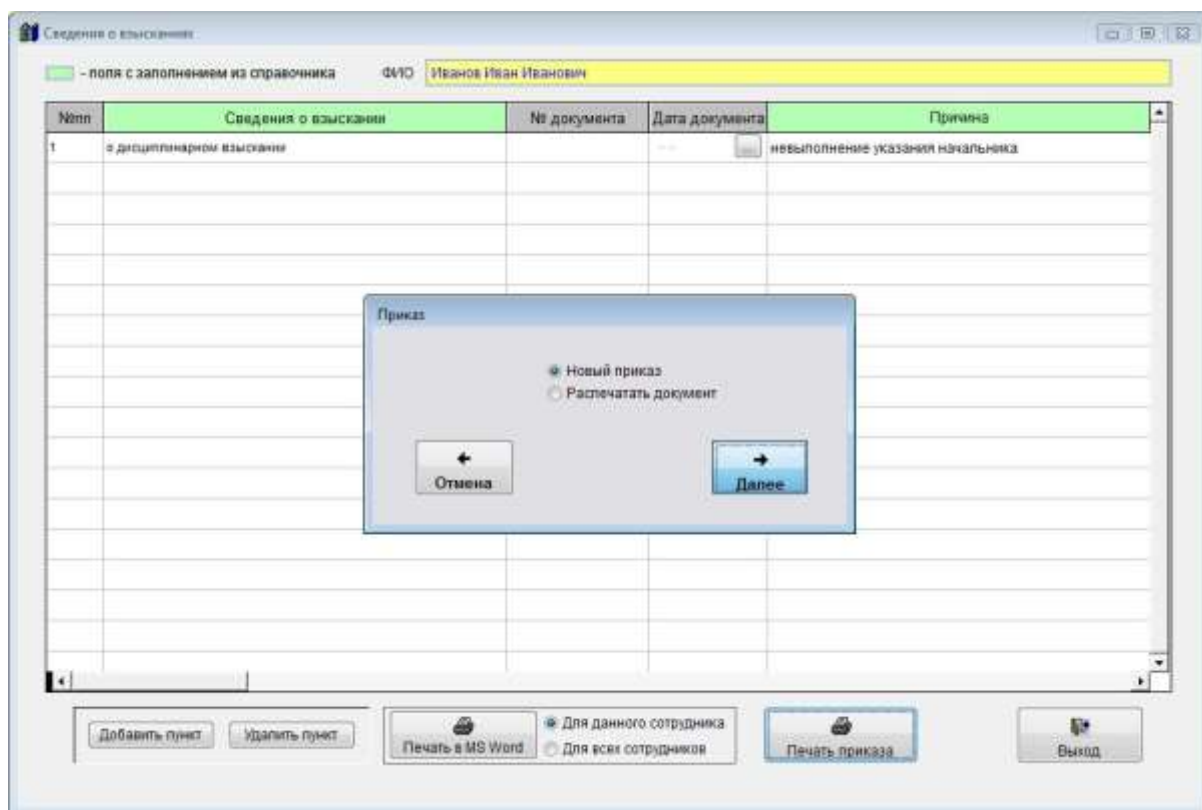 Сведения о взысканиях
- поля с заполнением из справочника ФИО Иванов Иван Иванович
№пп Сведения о взыскании № документа Дата документа Причина
1 о дисциплинарном взыскании - - ... невыполнение указания начальника
Приказ
Новый приказ
Распечатать документ
Отмена Далее
Добавить пункт Удалить пункт Печать в MS Word Для данного сотрудника Для всех сотрудников Печать приказа Выход